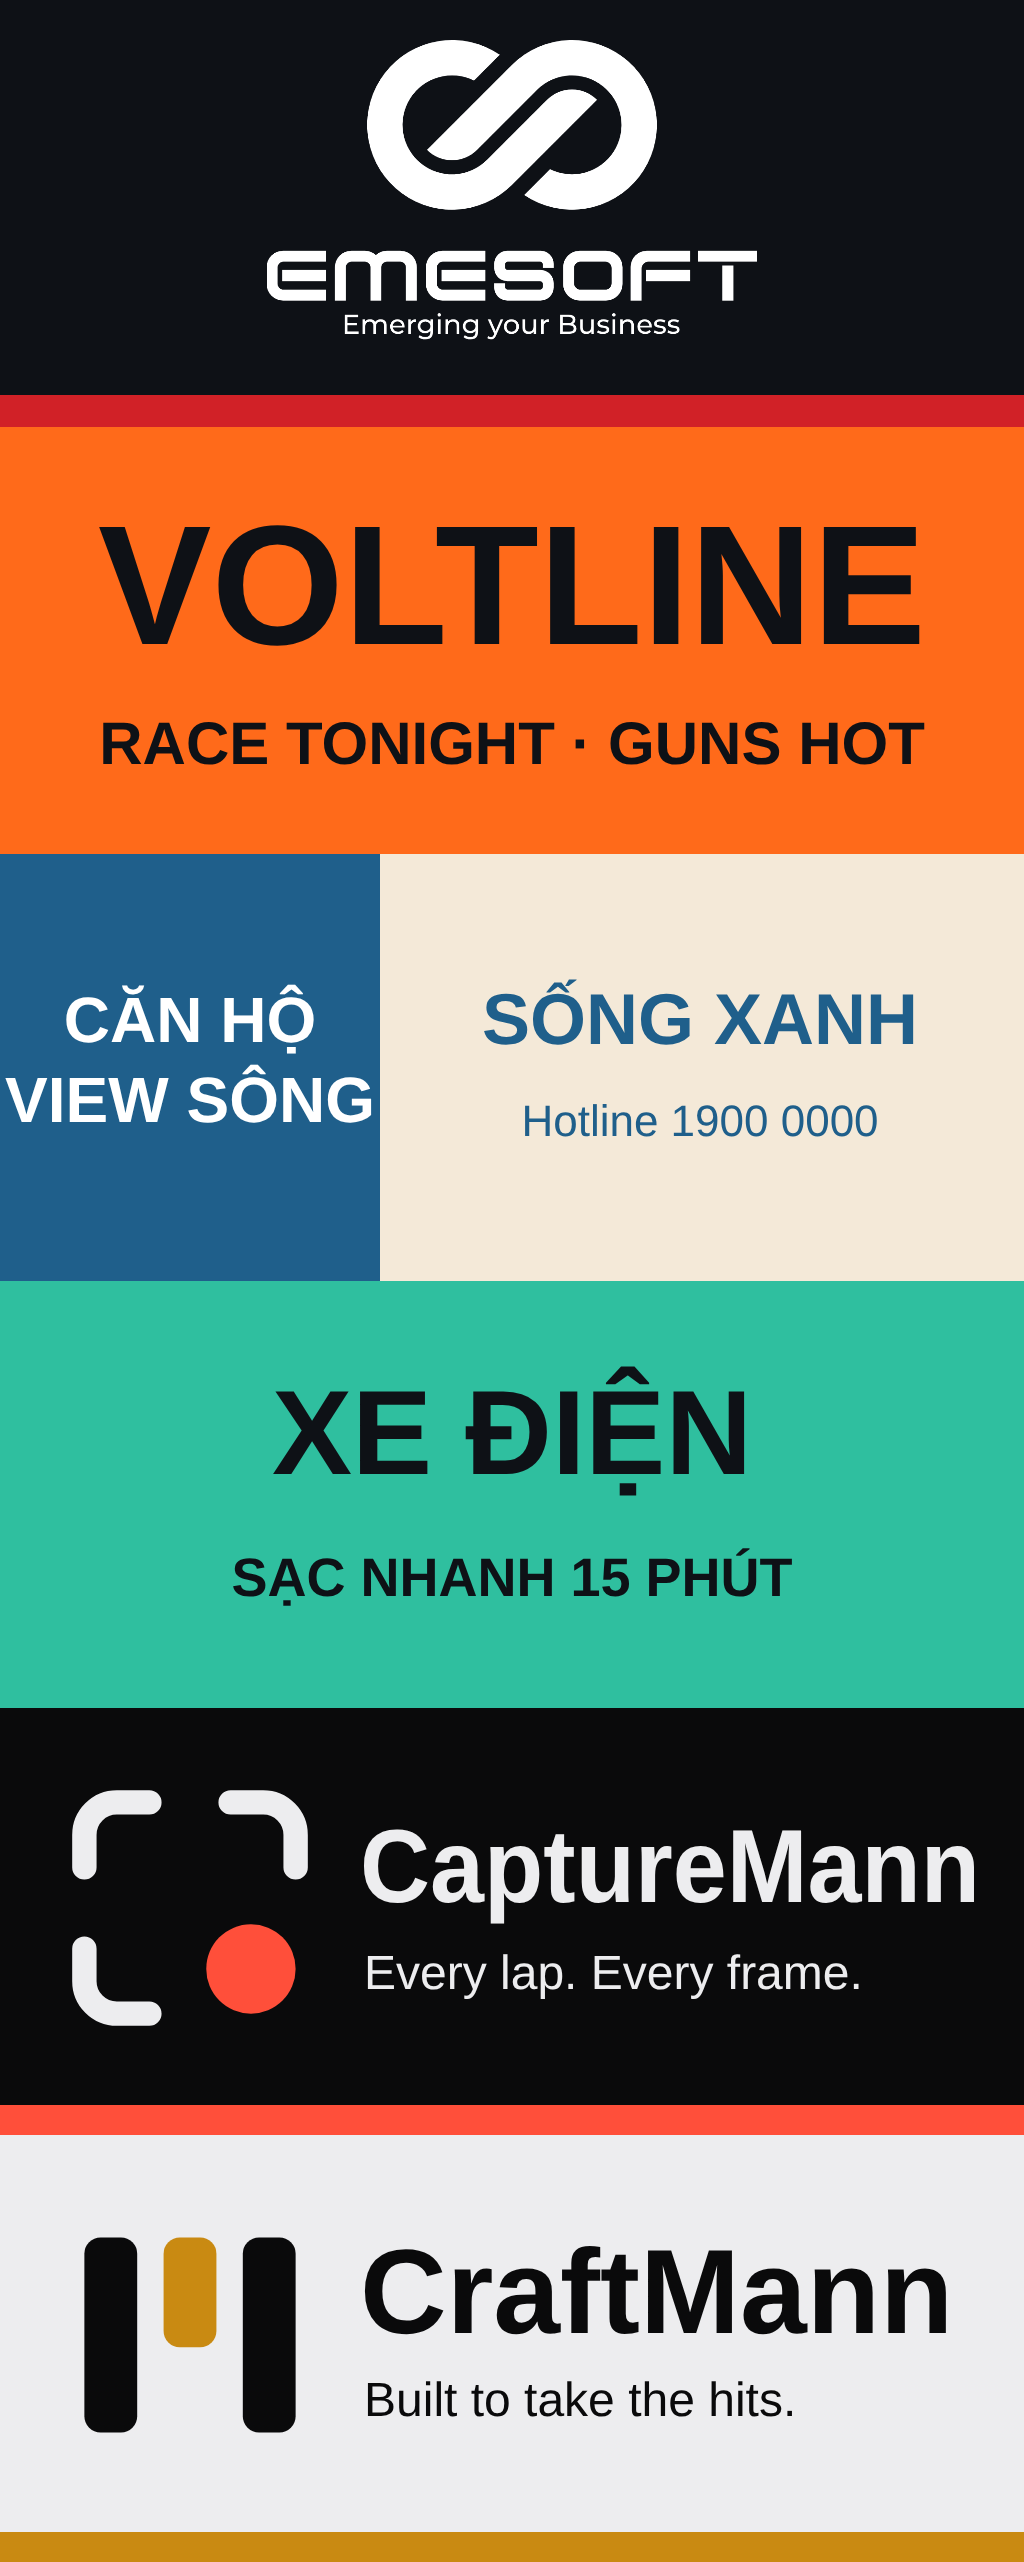 EMESOFT
Emerging your Business
VOLTLINE
RACE TONIGHT · GUNS HOT
CĂN HỘ
VIEW SÔNG
SỐNG XANH
Hotline 1900 0000
XE ĐIỆN
SẠC NHANH 15 PHÚT
CaptureMann
Every lap. Every frame.
CraftMann
Built to take the hits.